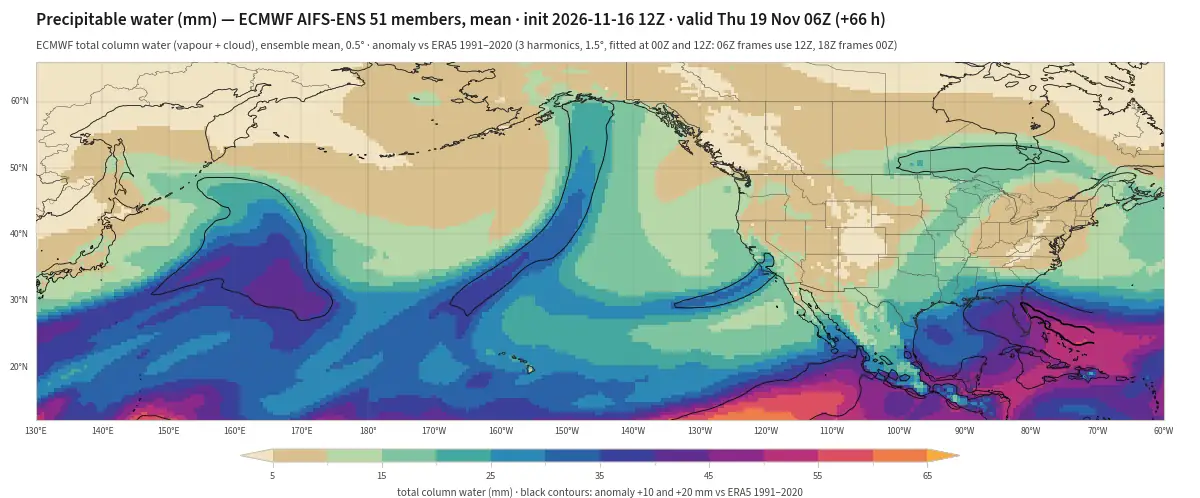 Precipitable water (mm) — ECMWF AIFS-ENS 51 members, mean · init 2026-11-16 12Z · valid Thu 19 Nov 06Z (+66 h)
ECMWF total column water (vapour + cloud), ensemble mean, 0.5° · anomaly vs ERA5 1991–2020 (3 harmonics, 1.5°, fitted at 00Z and 12Z: 06Z frames use 12Z, 18Z frames 00Z)
60°N
50°N
40°N
30°N
20°N
130°E 140°E 150°E 160°E 170°E 180° 170°W 160°W 150°W 140°W 130°W 120°W 110°W 100°W 90°W 80°W 70°W 60°W
5 15 25 35 45 55 65
total column water (mm) · black contours: anomaly +10 and +20 mm vs ERA5 1991–2020